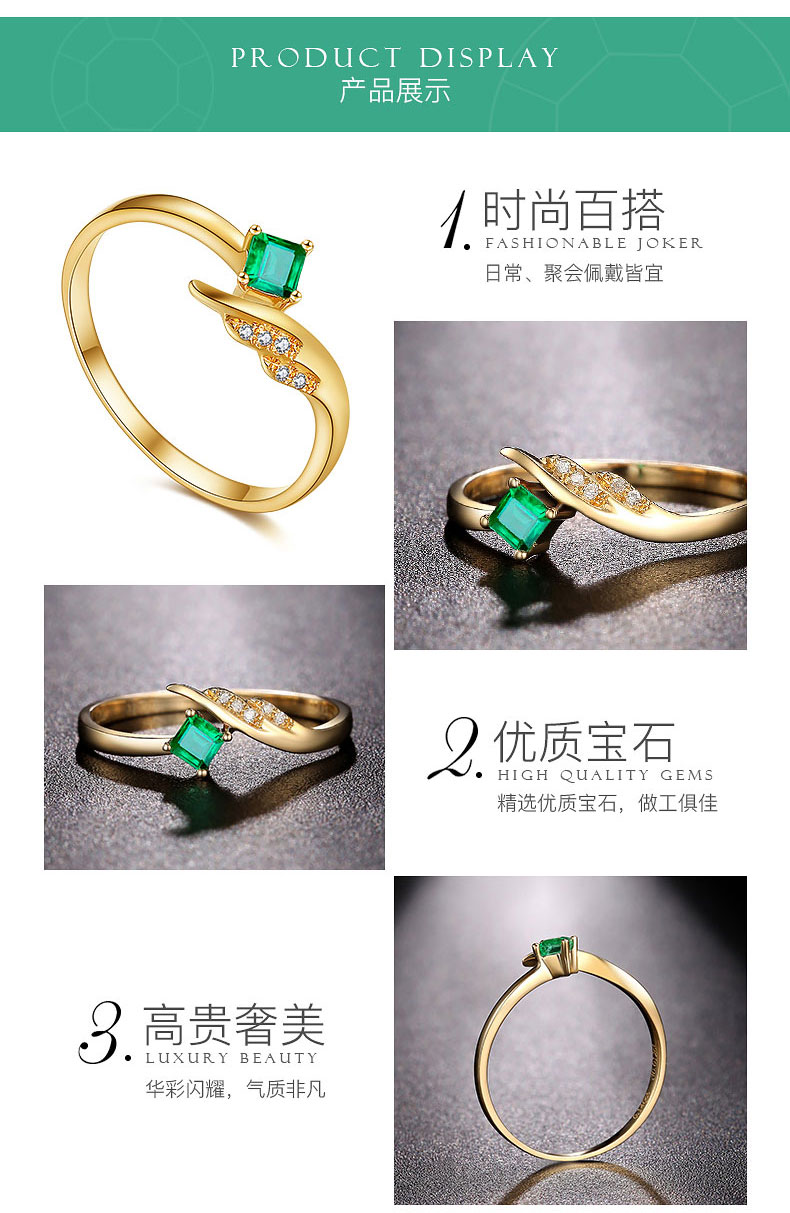 PRODUCT DISPLAY
产品展示
1. 时尚百搭
FASHIONABLE JOKER
日常、聚会佩戴皆宜
2. 优质宝石
HIGH QUALITY GEMS
精选优质宝石，做工俱佳
3. 高贵奢美
LUXURY BEAUTY
华彩闪耀，气质非凡